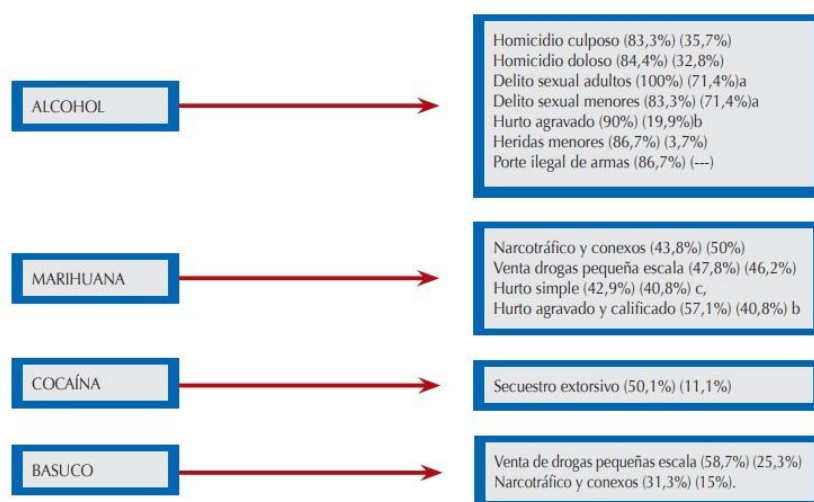 ALCOHOL
Homicidio culposo (83,3%) (35,7%)
Homicidio doloso (84,4%) (32,8%)
Delito sexual adultos (100%) (71,4%)a
Delito sexual menores (83,3%) (71,4%)a
Hurto agravado (90%) (19,9%)b
Heridas menores (86,7%) (3,7%)
Porte ilegal de armas (86,7%) (---)
MARIHUANA
Narcotráfico y conexos (43,8%) (50%)
Venta drogas pequeña escala (47,8%) (46,2%)
Hurto simple (42,9%) (40,8%) c,
Hurto agravado y calificado (57,1%) (40,8%) b
COCAÍNA
Secuestro extorsivo (50,1%) (11,1%)
BASUCO
Venta de drogas pequeñas escala (58,7%) (25,3%)
Narcotráfico y conexos (31,3%) (15%).